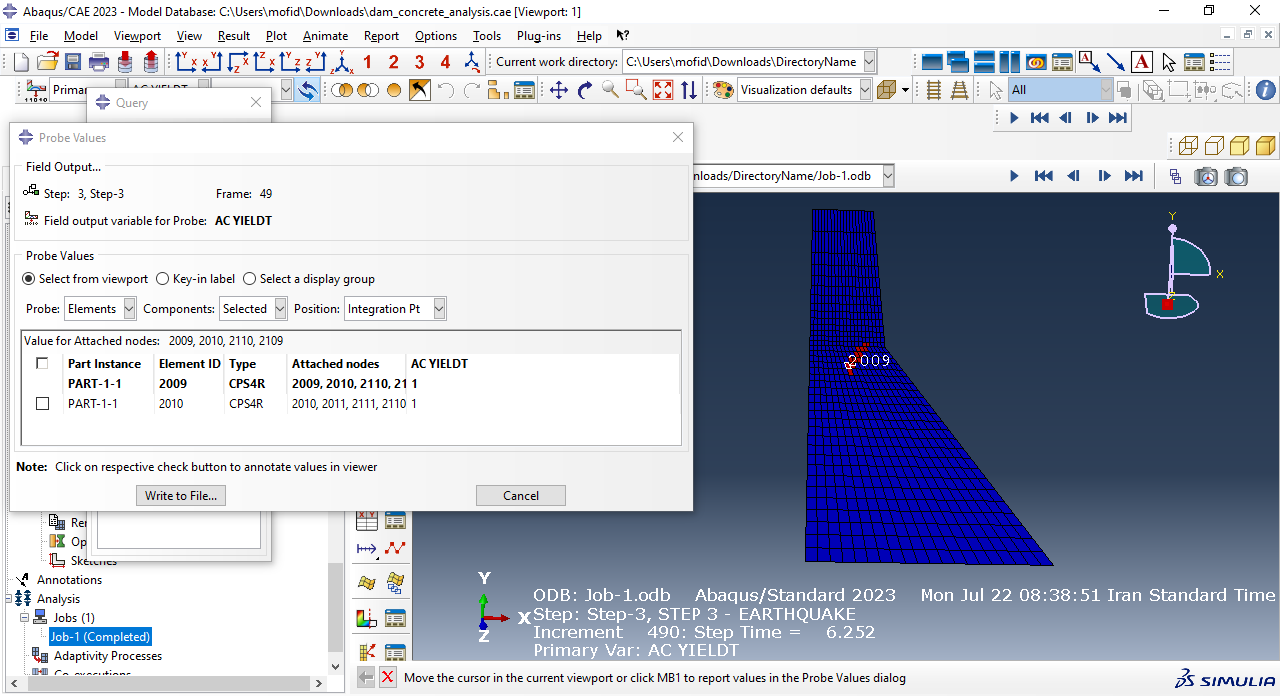 Abaqus/CAE 2023 - Model Database: C:\Users\mofid\Downloads\dam_concrete_analysis.cae [Viewport: 1]
File Model Viewport View Result Plot Animate Report Options Tools Plug-ins Help
1 2 3 4 Current work directory: C:\Users\mofid\Downloads\DirectoryName
Visualization defaults All
Query
Probe Values
nloads/DirectoryName/Job-1.odb
Field Output...
Step: 3, Step-3 Frame: 49
Field output variable for Probe: AC YIELDT
Probe Values
Select from viewport Key-in label Select a display group
Probe: Elements Components: Selected Position: Integration Pt
Value for Attached nodes: 2009, 2010, 2110, 2109
Part Instance Element ID Type Attached nodes AC YIELDT
PART-1-1 2009 CPS4R 2009, 2010, 2110, 21 1
PART-1-1 2010 CPS4R 2010, 2011, 2111, 2110 1
Note: Click on respective check button to annotate values in viewer
Write to File... Cancel
2009
Y
X
Sketches
Annotations
Analysis
Jobs (1)
Job-1 (Completed)
Adaptivity Processes
Co-executions
Y
X
Z
ODB: Job-1.odb Abaqus/Standard 2023 Mon Jul 22 08:38:51 Iran Standard Time
Step: Step-3, STEP 3 - EARTHQUAKE
Increment 490: Step Time = 6.252
Primary Var: AC YIELDT
Move the cursor in the current viewport or click MB1 to report values in the Probe Values dialog
SIMULIA